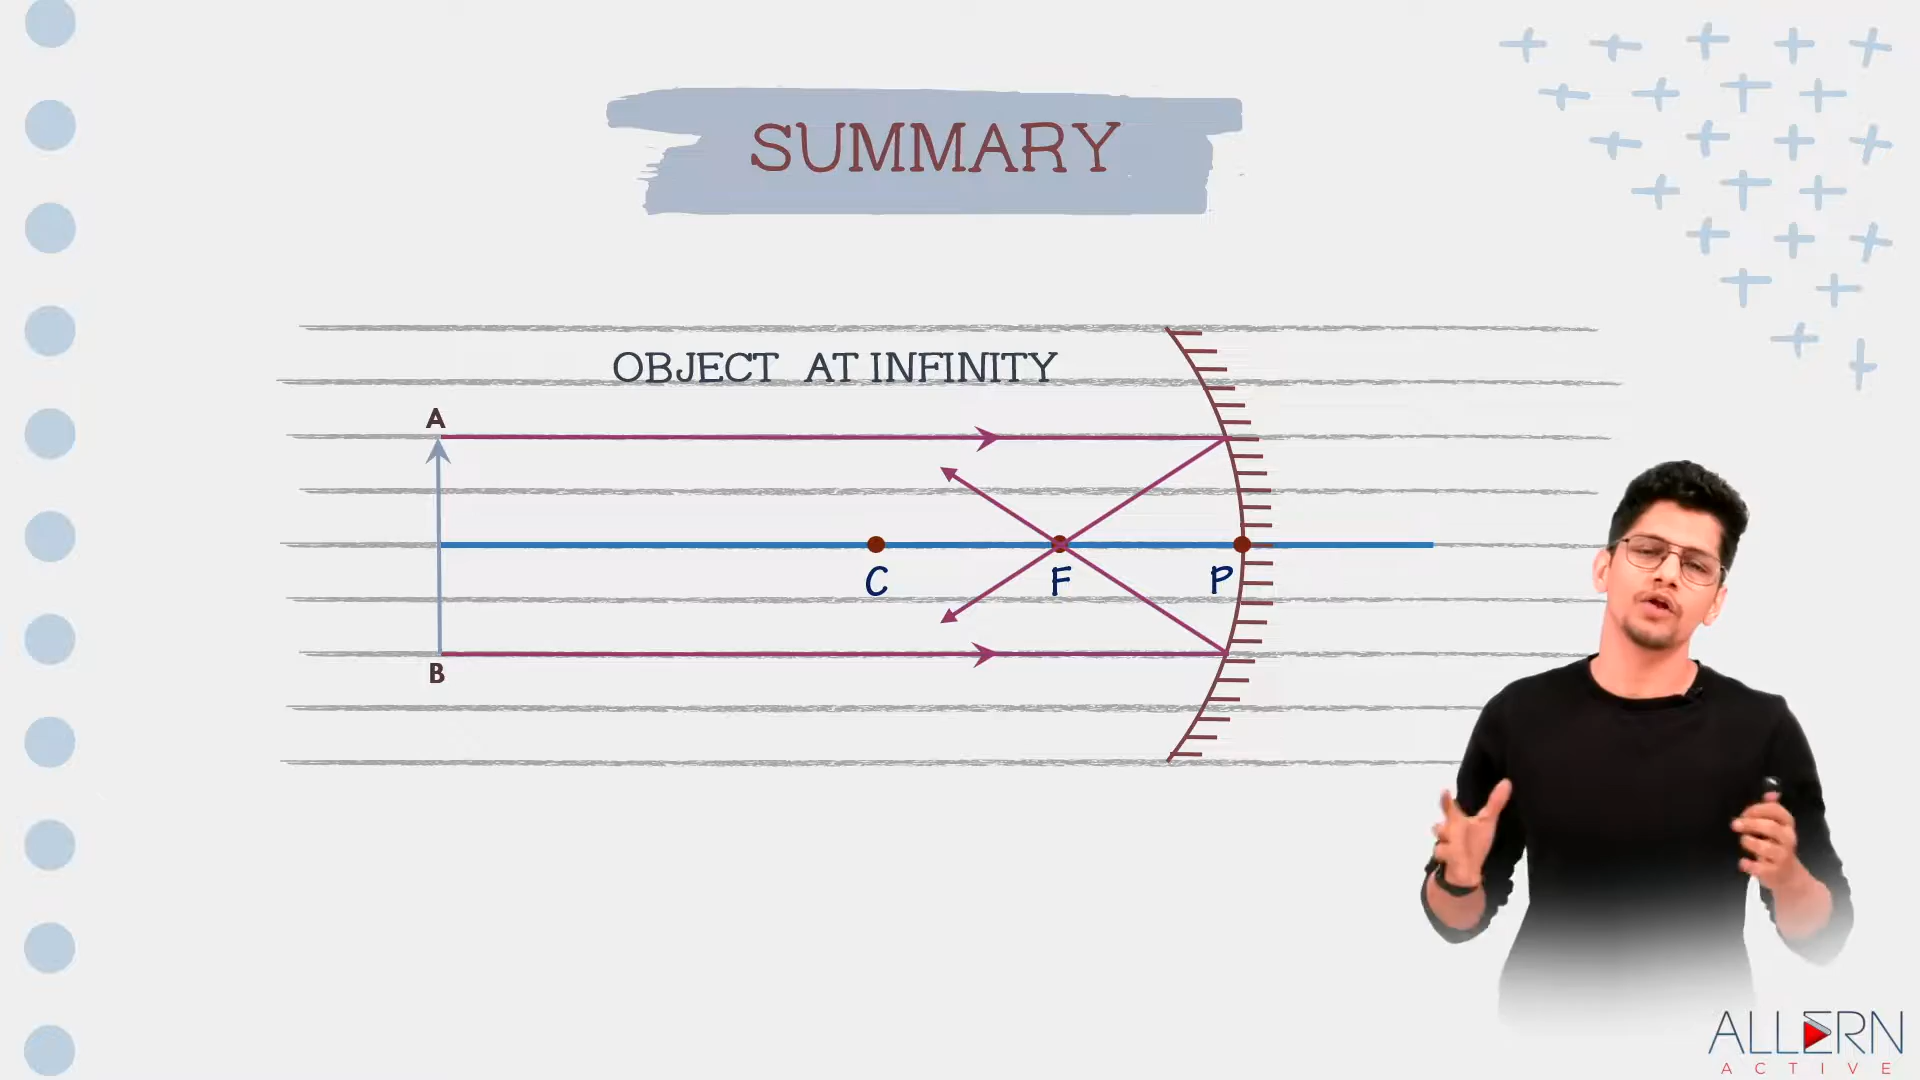 SUMMARY
OBJECT AT INFINITY
A
C F P
B
ALLERN
ACTIVE